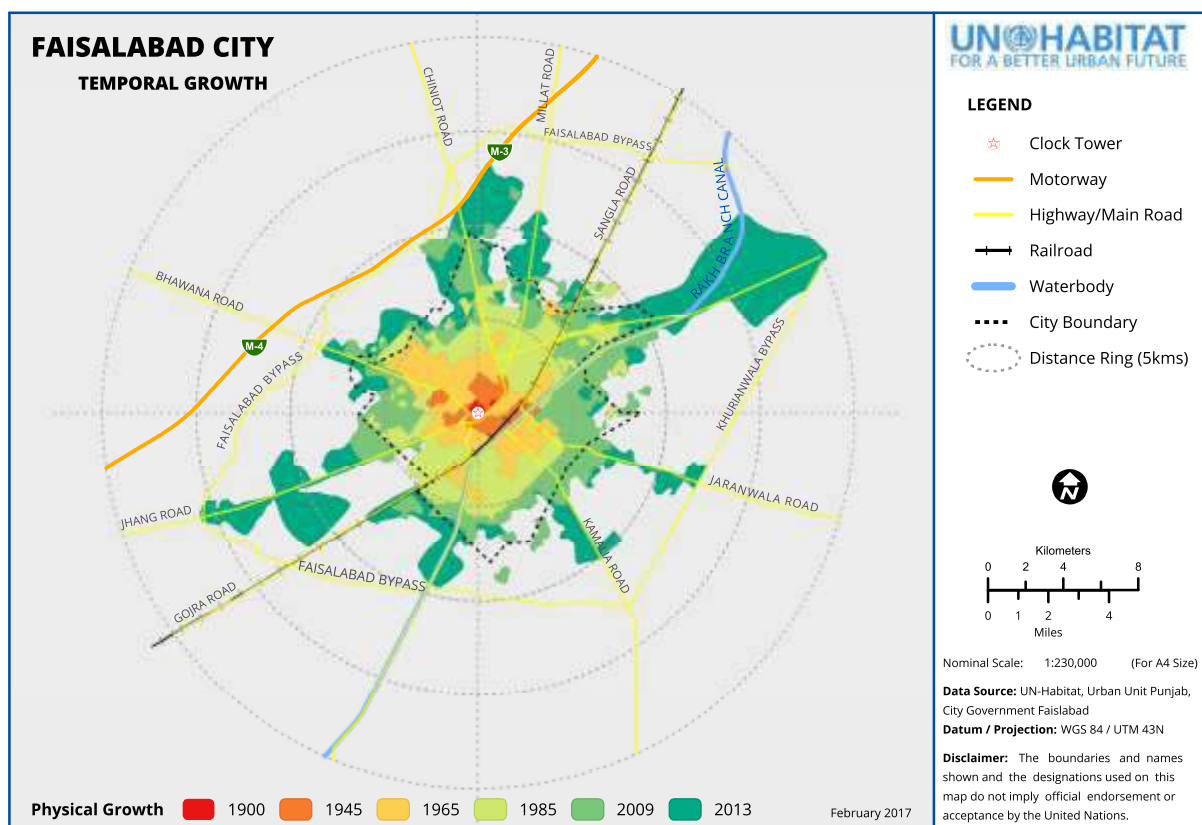 FAISALABAD CITY
TEMPORAL GROWTH
CHINIOT ROAD
MILLAT ROAD
FAISALABAD BYPASS
M-3
SANGLA ROAD
RAKH BRANCH CANAL
BHAWANA ROAD
M-4
FAISALABAD BYPASS
KHURIANWALA BYPASS
JHANG ROAD
JARANWALA ROAD
KAMALIA ROAD
FAISALABAD BYPASS
GOJRA ROAD
Physical Growth 1900 1945 1965 1985 2009 2013
February 2017
UN HABITAT
FOR A BETTER URBAN FUTURE
LEGEND
Clock Tower
Motorway
Highway/Main Road
Railroad
Waterbody
City Boundary
Distance Ring (5kms)
N
Kilometers
0 2 4 8
0 1 2 4
Miles
Nominal Scale: 1:230,000 (For A4 Size)
Data Source: UN-Habitat, Urban Unit Punjab,
City Government Faislabad
Datum / Projection: WGS 84 / UTM 43N
Disclaimer: The boundaries and names
shown and the designations used on this
map do not imply official endorsement or
acceptance by the United Nations.